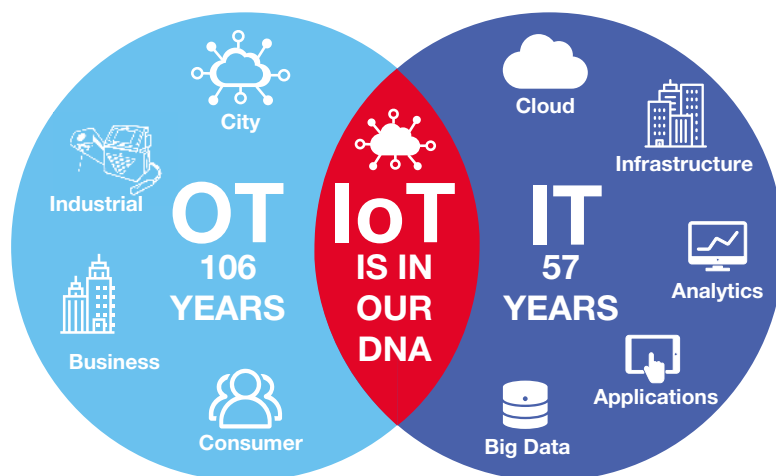 City
Industrial
OT
106
YEARS
Business
Consumer
IoT
IS IN
OUR
DNA
Cloud
Infrastructure
IT
57
YEARS
Analytics
Applications
Big Data